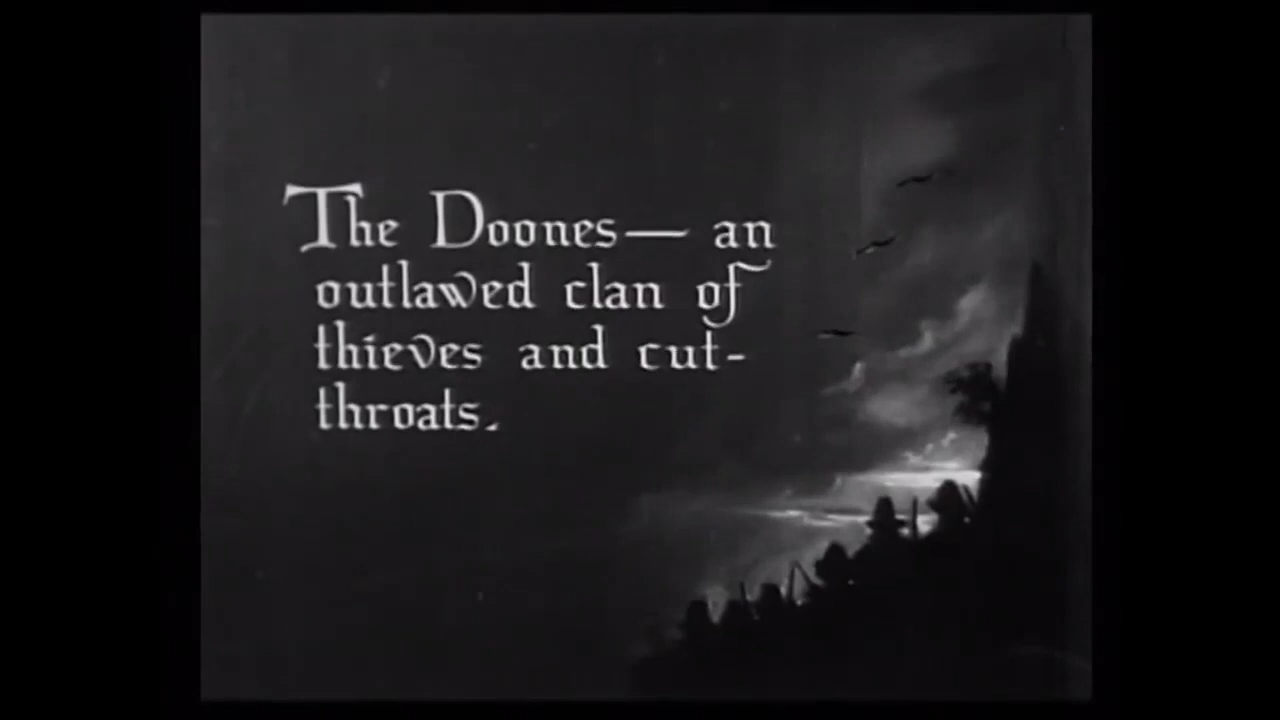 The Doones— an
outlawed clan of
thieves and cut-
throats.